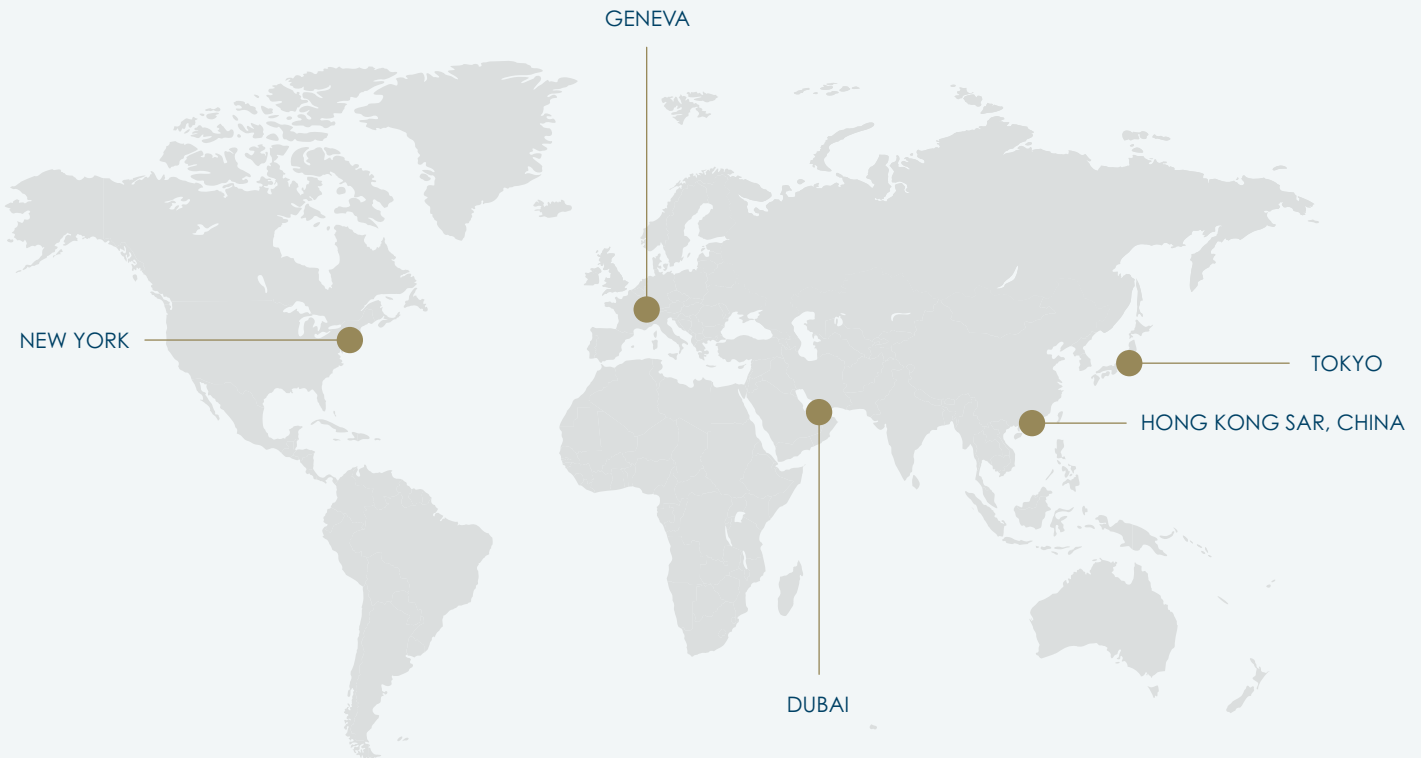 GENEVA
NEW YORK
TOKYO
HONG KONG SAR, CHINA
DUBAI